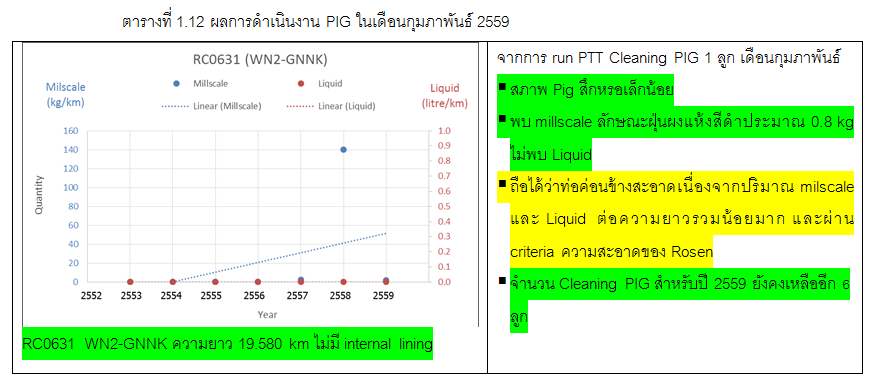 ตารางที่ 1.12 ผลการดำเนินงาน PIG ในเดือนกุมภาพันธ์ 2559
RC0631 (WN2-GNNK)
Milscale
(kg/km)
Millscale
Liquid
Linear (Millscale)
Linear (Liquid)
Liquid
(litre/km)
Quantity
160
140
120
100
80
60
40
20
0
1.0
0.9
0.8
0.7
0.6
0.5
0.4
0.3
0.2
0.1
0.0
2552 2553 2554 2555 2556 2557 2558 2559
Year
RC0631 WN2-GNNK ความยาว 19.580 km ไม่มี internal lining
จากการ run PTT Cleaning PIG 1 ลูก เดือนกุมภาพันธ์
▪ สภาพ Pig สึกหรอเล็กน้อย
▪ พบ millscale ลักษณะฝุ่นผงแห้งสีดำประมาณ 0.8 kg
ไม่พบ Liquid
▪ ถือได้ว่าท่อค่อนข้างสะอาดเนื่องจากปริมาณ milscale
และ Liquid ต่อความยาวรวมน้อยมาก และผ่าน
criteria ความสะอาดของ Rosen
▪ จำนวน Cleaning PIG สำหรับปี 2559 ยังคงเหลืออีก 6
ลูก